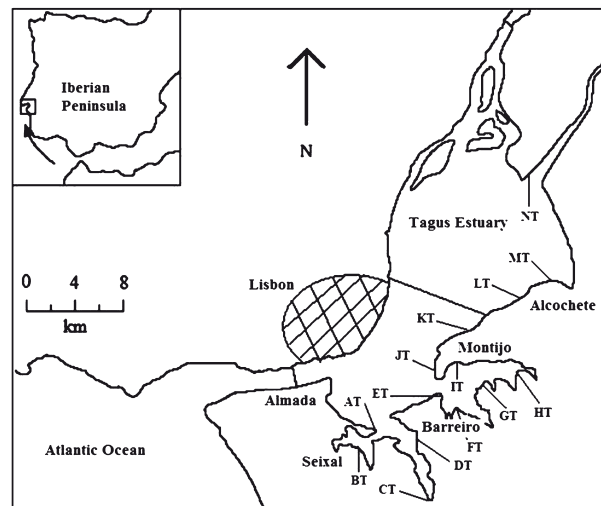 Iberian
Peninsula
N
Tagus Estuary
NT
MT
LT
Alcochete
0 4 8
km
Lisbon
KT
JT
Montijo
IT
GT
HT
Almada
AT
ET
Barreiro
FT
Atlantic Ocean
Seixal
BT
DT
CT